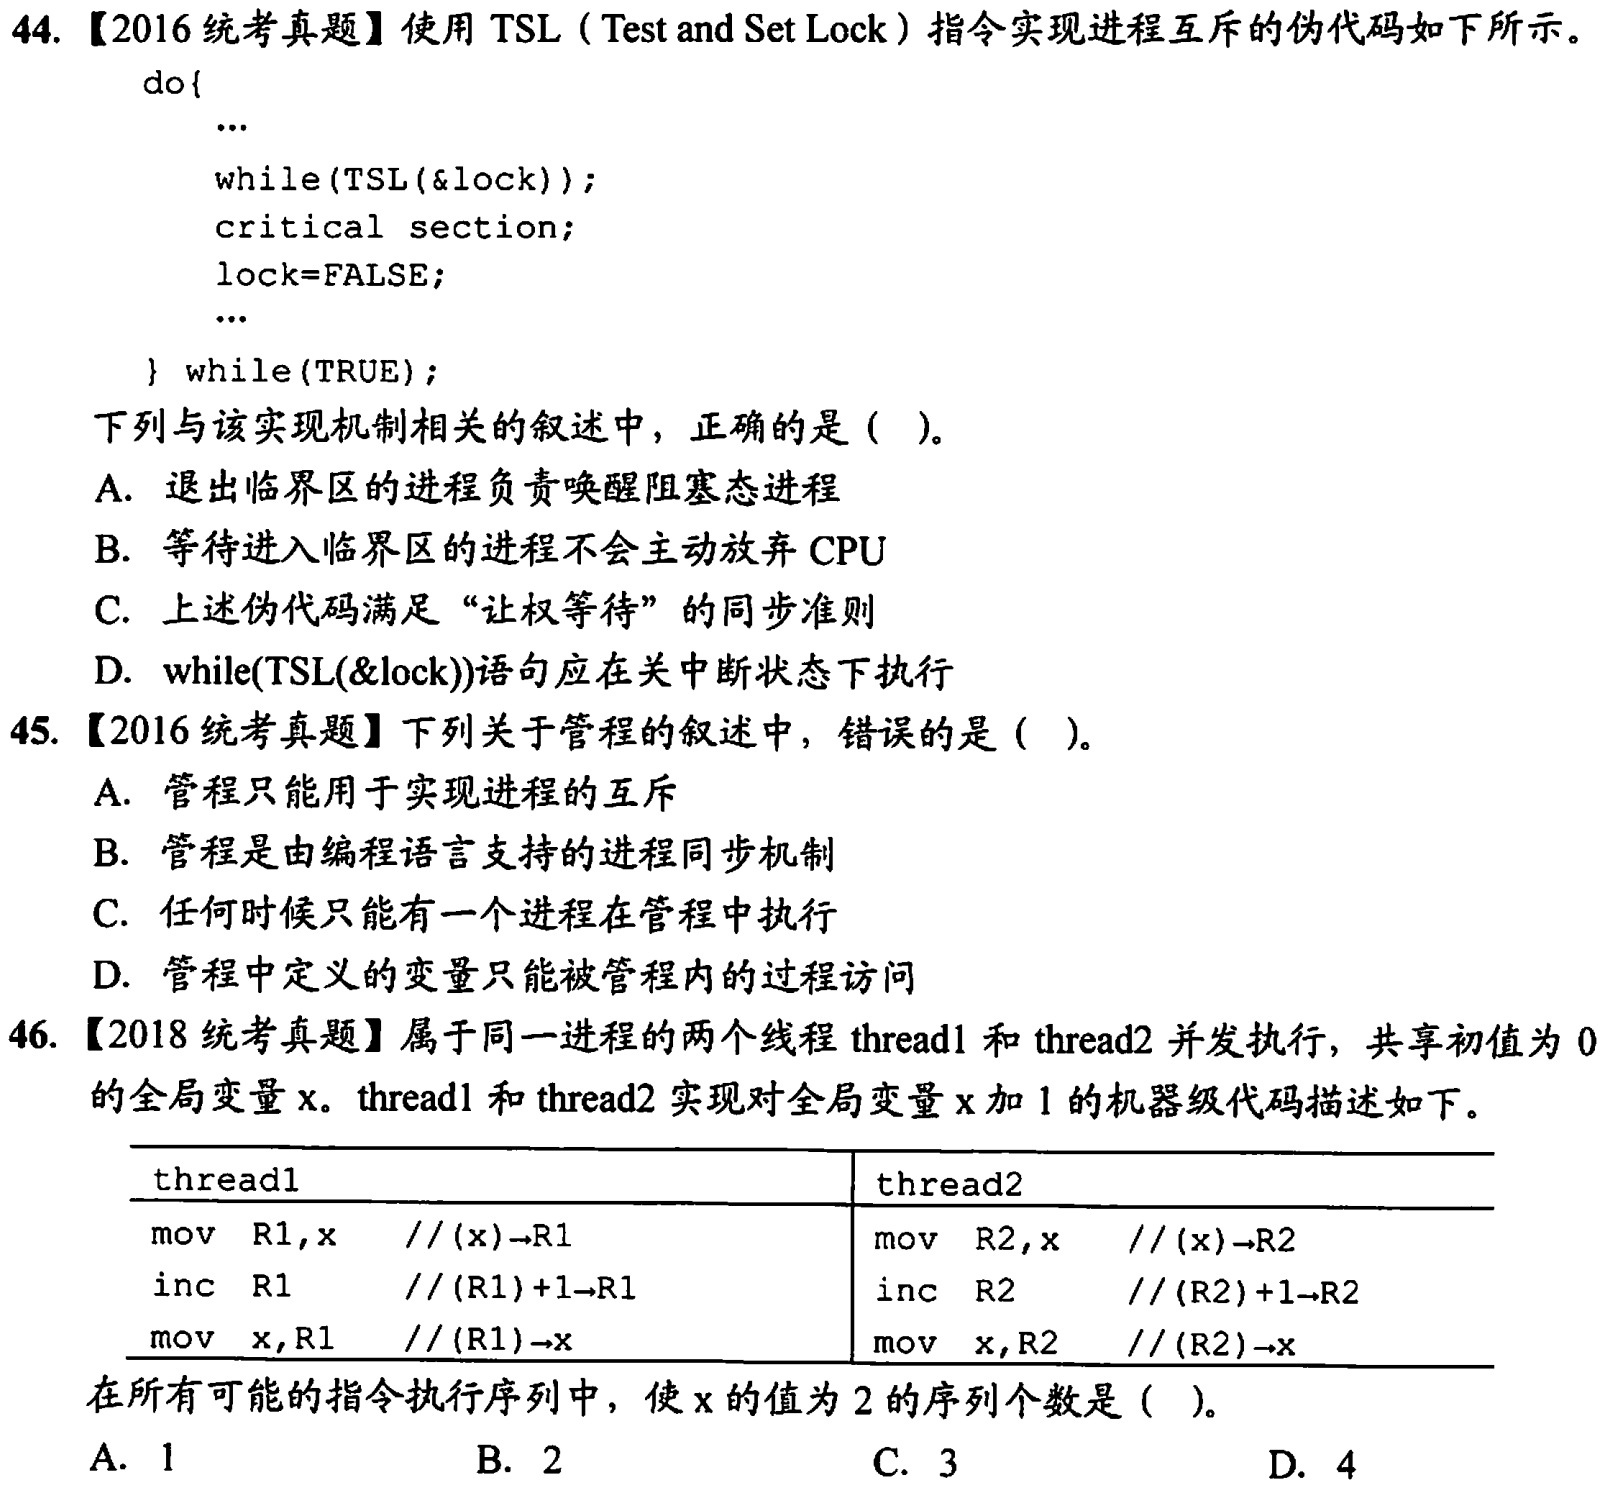 44. 【2016 统考真题】使用 TSL（Test and Set Lock）指令实现进程互斥的伪代码如下所示。
do{
…
while(TSL(&lock));
critical section;
lock=FALSE;
…
} while(TRUE);
下列与该实现机制相关的叙述中，正确的是（ ）。
A. 退出临界区的进程负责唤醒阻塞态进程
B. 等待进入临界区的进程不会主动放弃 CPU
C. 上述伪代码满足“让权等待”的同步准则
D. while(TSL(&lock))语句应在关中断状态下执行
45. 【2016 统考真题】下列关于管程的叙述中，错误的是（ ）。
A. 管程只能用于实现进程的互斥
B. 管程是由编程语言支持的进程同步机制
C. 任何时候只能有一个进程在管程中执行
D. 管程中定义的变量只能被管程内的过程访问
46. 【2018 统考真题】属于同一进程的两个线程 thread1 和 thread2 并发执行，共享初值为 0
的全局变量 x。thread1 和 thread2 实现对全局变量 x 加 1 的机器级代码描述如下。
thread1 thread2
mov R1,x //(x)→R1 mov R2,x //(x)→R2
inc R1 //(R1)+1→R1 inc R2 //(R2)+1→R2
mov x,R1 //(R1)→x mov x,R2 //(R2)→x
在所有可能的指令执行序列中，使 x 的值为 2 的序列个数是（ ）。
A. 1 B. 2 C. 3 D. 4